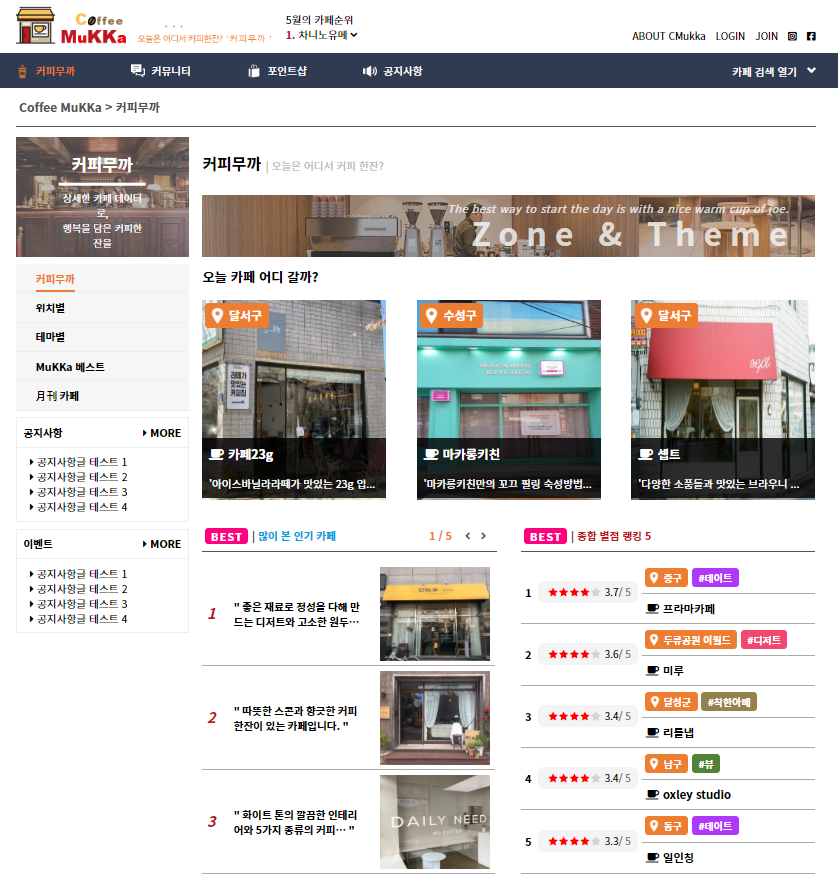 Coffee
MuKKa
오늘은 어디서 커피한잔? '커피무까'
5월의 카페순위
1. 차니노유메
ABOUT CMukka LOGIN JOIN
커피무까 커뮤니티 포인트샵 공지사항 카페 검색 열기
Coffee MuKKa > 커피무까
커피무까
상세한 카페 데이터
로,
행복을 담은 커피한
잔을
커피무까
위치별
테마별
MuKKa 베스트
月刊 카페
공지사항 MORE
공지사항글 테스트 1
공지사항글 테스트 2
공지사항글 테스트 3
공지사항글 테스트 4
이벤트 MORE
공지사항글 테스트 1
공지사항글 테스트 2
공지사항글 테스트 3
공지사항글 테스트 4
커피무까 | 오늘은 어디서 커피 한잔?
The best way to start the day is with a nice warm cup of joe.
Zone & Theme
오늘 카페 어디 갈까?
달서구
라떼가
맛있는
커피집
카페23g
'아이스바닐라라떼가 맛있는 23g 입...
수성구
마카롱키친
'마카롱키친만의 꼬끄 필링 숙성방법...
달서구
sept
셉트
'다양한 소품들과 맛있는 브라우니 ...
BEST | 많이 본 인기 카페 1 / 5
1
" 좋은 재료로 정성을 다해 만
드는 디저트와 고소한 원두…
2
" 따뜻한 스콘과 향긋한 커피
한잔이 있는 카페입니다. "
3
" 화이트 톤의 깔끔한 인테리
어와 5가지 종류의 커피… "
DAILY NEED
BEST | 종합 별점 랭킹 5
1 3.7/ 5
중구 #데이트
프라마카페
2 3.6/ 5
두류공원 이월드 #디저트
미루
3 3.4/ 5
달성군 #착한아메
리틀냅
4 3.4/ 5
남구 #뷰
oxley studio
5 3.3/ 5
동구 #데이트
일인칭